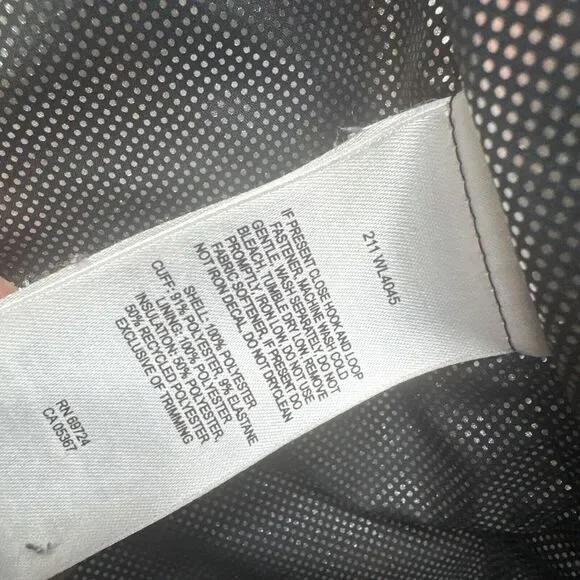 211 WL4045
IF PRESENT CLOSE HOOK AND LOOP
FASTENER, MACHINE WASH COLD
GENTLE. WASH SEPARATELY DO NOT
BLEACH. TUMBLE DRY LOW, REMOVE
PROMPTLY. IRON LOW, DO NOT USE
FABRIC SOFTENER. IF PRESENT DO
NOT IRON DECAL. DO NOT DRYCLEAN
SHELL: 100% POLYESTER
LINING: 100% POLYESTER
CUFF: 91% POLYESTER, 9% ELASTANE
INSULATION: 50% POLYESTER,
50% RECYCLED POLYESTER
EXCLUSIVE OF TRIMMING
RN 69724
CA 05367